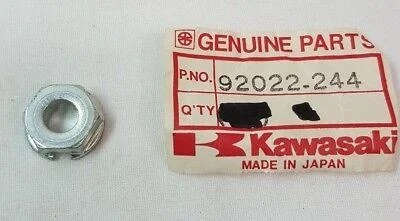 GENUINE PARTS
P.NO. 92022-244
Q'TY
Kawasaki
MADE IN JAPAN